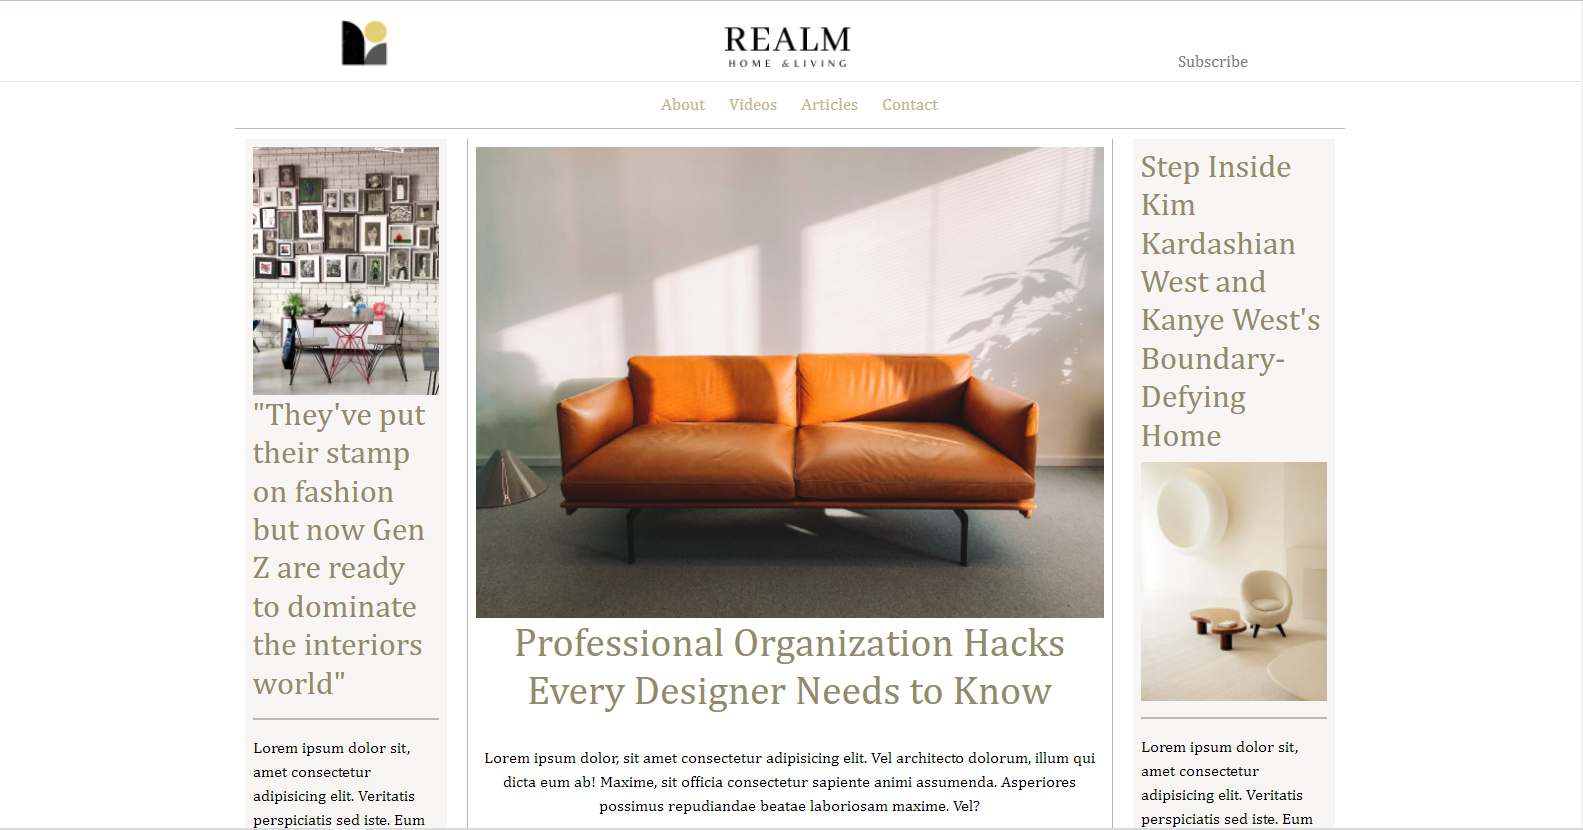 REALM
HOME & LIVING
Subscribe
About Videos Articles Contact
"They've put
their stamp
on fashion
but now Gen
Z are ready
to dominate
the interiors
world"
Lorem ipsum dolor sit,
amet consectetur
adipisicing elit. Veritatis
perspiciatis sed iste. Eum
Professional Organization Hacks
Every Designer Needs to Know
Lorem ipsum dolor, sit amet consectetur adipisicing elit. Vel architecto dolorum, illum qui
dicta eum ab! Maxime, sit officia consectetur sapiente animi assumenda. Asperiores
possimus repudiandae beatae laboriosam maxime. Vel?
Step Inside
Kim
Kardashian
West and
Kanye West's
Boundary-
Defying
Home
Lorem ipsum dolor sit,
amet consectetur
adipisicing elit. Veritatis
perspiciatis sed iste. Eum